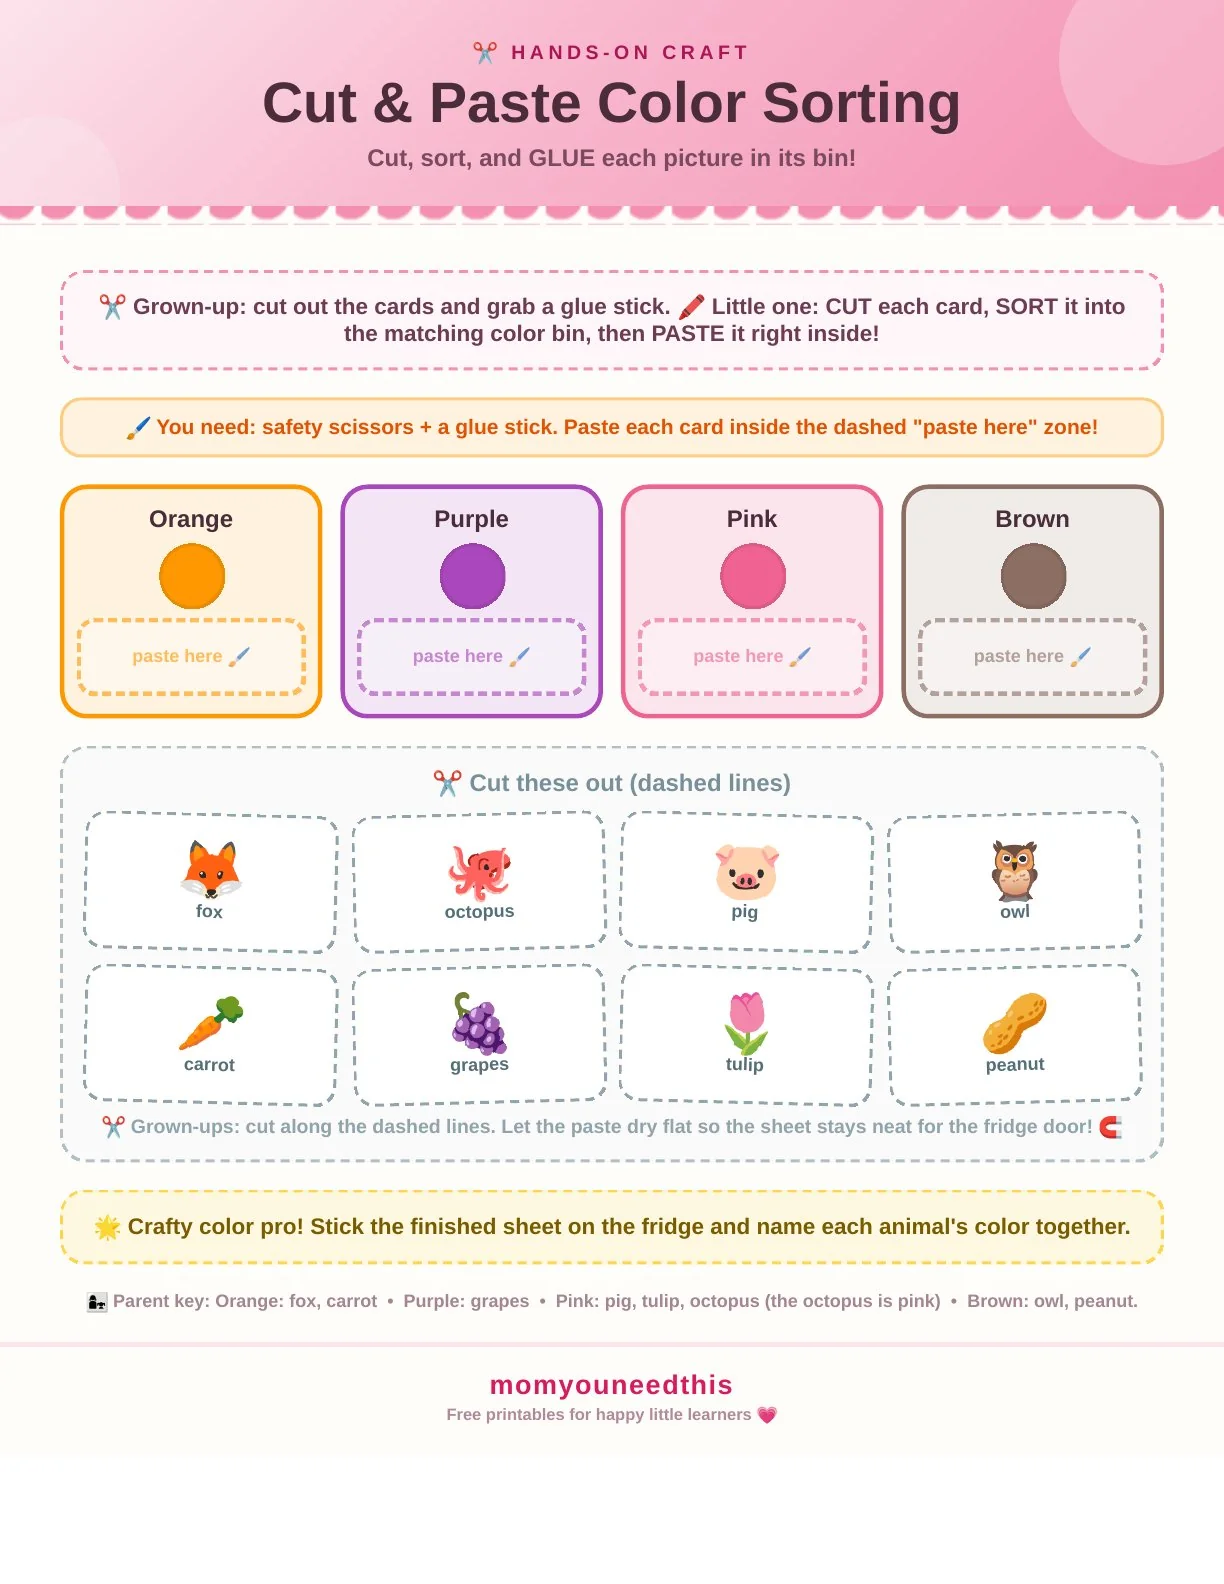 ✂️ HANDS-ON CRAFT
Cut & Paste Color Sorting
Cut, sort, and GLUE each picture in its bin!
✂️ Grown-up: cut out the cards and grab a glue stick. 🖍️ Little one: CUT each card, SORT it into
the matching color bin, then PASTE it right inside!
🖌️ You need: safety scissors + a glue stick. Paste each card inside the dashed "paste here" zone!
Orange
paste here 🖌️
Purple
paste here 🖌️
Pink
paste here 🖌️
Brown
paste here 🖌️
✂️ Cut these out (dashed lines)
fox
octopus
pig
owl
carrot
grapes
tulip
peanut
✂️ Grown-ups: cut along the dashed lines. Let the paste dry flat so the sheet stays neat for the fridge door! 🧲
🌟 Crafty color pro! Stick the finished sheet on the fridge and name each animal's color together.
👩‍👧 Parent key: Orange: fox, carrot • Purple: grapes • Pink: pig, tulip, octopus (the octopus is pink) • Brown: owl, peanut.
momyouneedthis
Free printables for happy little learners 💗